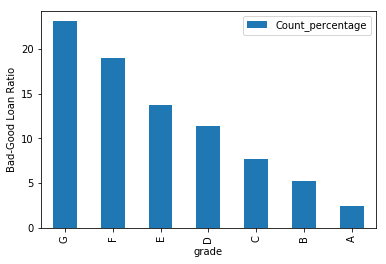 Count_percentage
Bad-Good Loan Ratio
20
15
10
5
0
G F E D C B A
grade